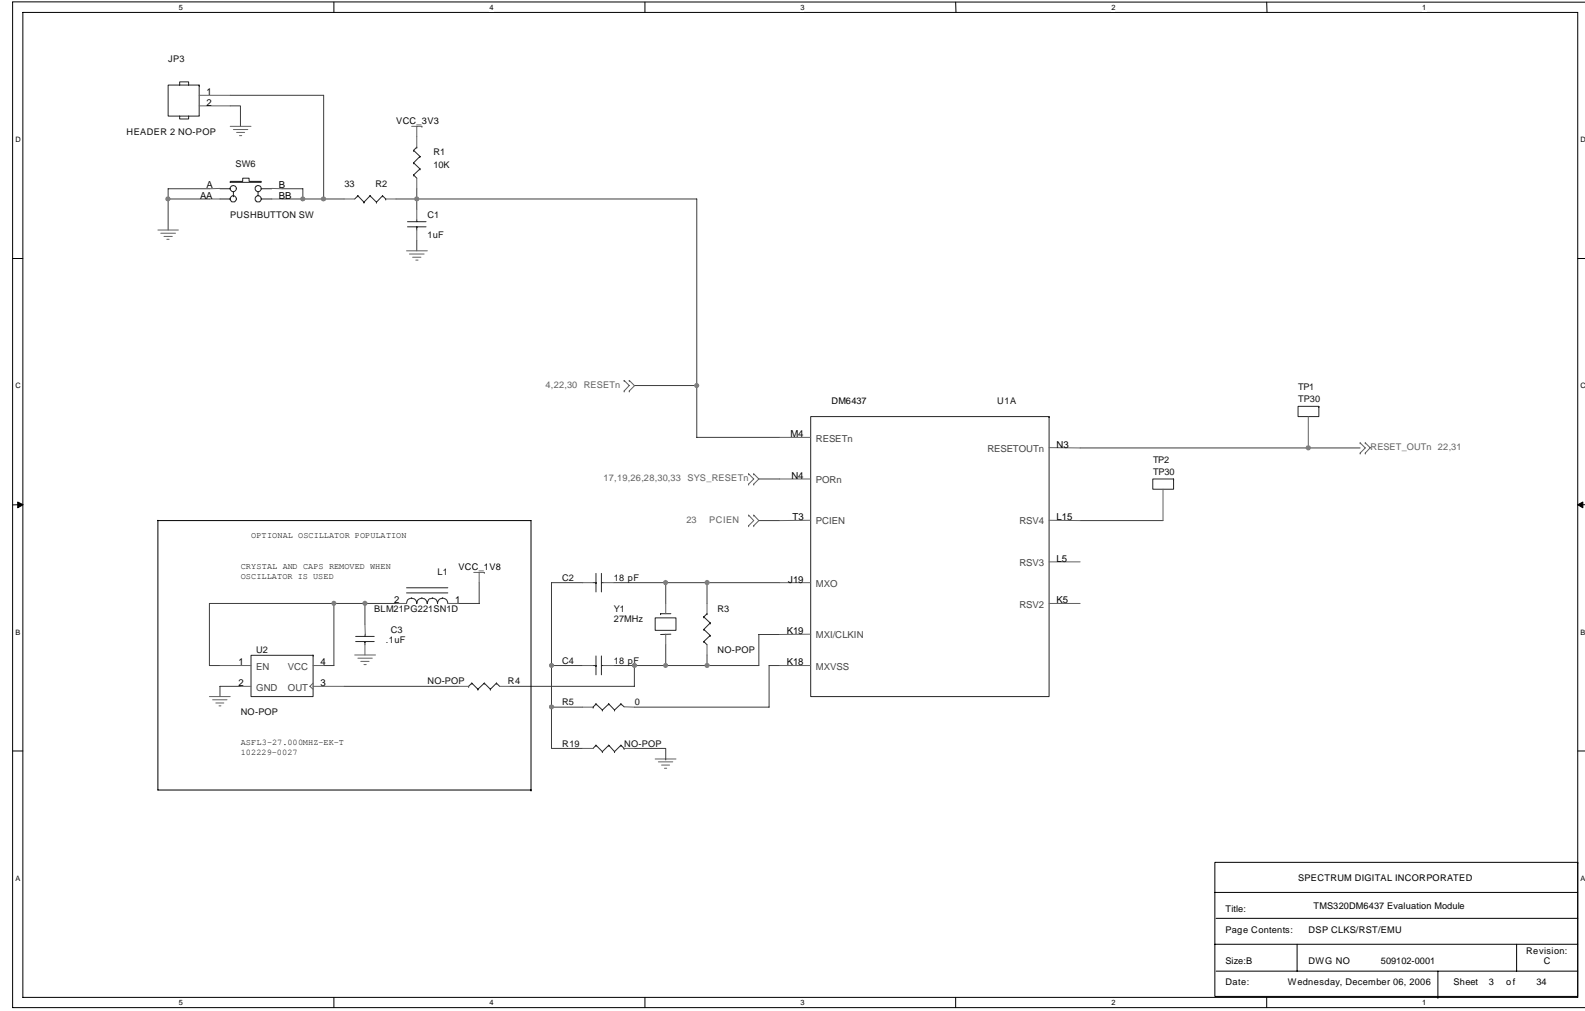 5 4 3 2 1
D D
C C
B B
A A
JP3
1
2
HEADER 2 NO-POP
VCC_3V3
R1
10K
SW6
A B
AA BB
PUSHBUTTON SW
33 R2
C1
1uF
4,22,30 RESETn
DM6437 U1A
TP1
TP30
M4 RESETn
RESETOUTn N3
RESET_OUTn 22,31
TP2
TP30
17,19,26,28,30,33 SYS_RESETn N4 PORn
23 PCIEN T3 PCIEN
RSV4 L15
RSV3 L5
RSV2 K5
J19 MXO
K19 MXI/CLKIN
K18 MXVSS
C2 18 pF
Y1
27MHz
R3
NO-POP
C4 18 pF
R5 0
R19 NO-POP
OPTIONAL OSCILLATOR POPULATION
CRYSTAL AND CAPS REMOVED WHEN
OSCILLATOR IS USED
L1 VCC_1V8
2 1
BLM21PG221SN1D
C3
.1uF
U2
1 EN VCC 4
2 GND OUT 3
NO-POP
NO-POP R4
ASFL3-27.000MHZ-EK-T
102229-0027
SPECTRUM DIGITAL INCORPORATED
Title: TMS320DM6437 Evaluation Module
Page Contents: DSP CLKS/RST/EMU
Size:B DWG NO 509102-0001 Revision:
C
Date: Wednesday, December 06, 2006 Sheet 3 of 34
5 4 3 2 1